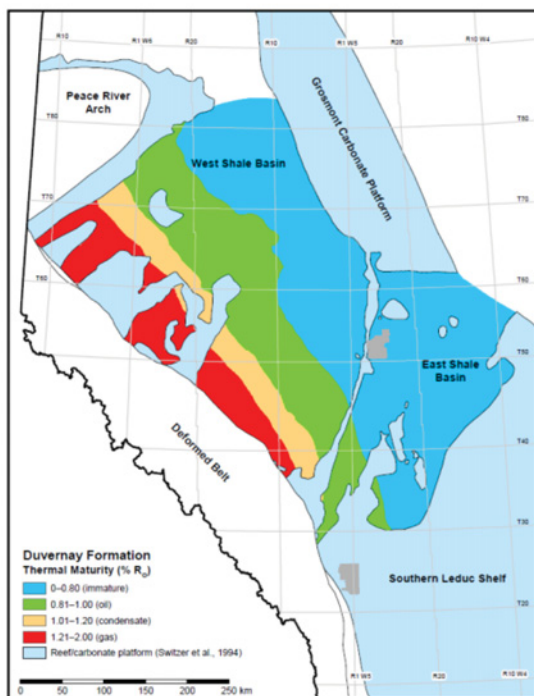 R10
R1 W6
R20
R10
R1 W5
R20
R10 W4
Peace River
Arch
T80
T80
West Shale Basin
Grosmont Carbonate Platform
T70
T70
T60
T60
East Shale
Basin
T50
T40
Deformed Belt
T30
Southern Leduc Shelf
T20
Duvernay Formation
Thermal Maturity (% Ro)
0–0.80 (immature)
0.81–1.00 (oil)
1.01–1.20 (condensate)
1.21–2.00 (gas)
Reef/carbonate platform (Switzer et al., 1994)
0 50 100 150 200 250
km
R1 W5
R20
R10 W4